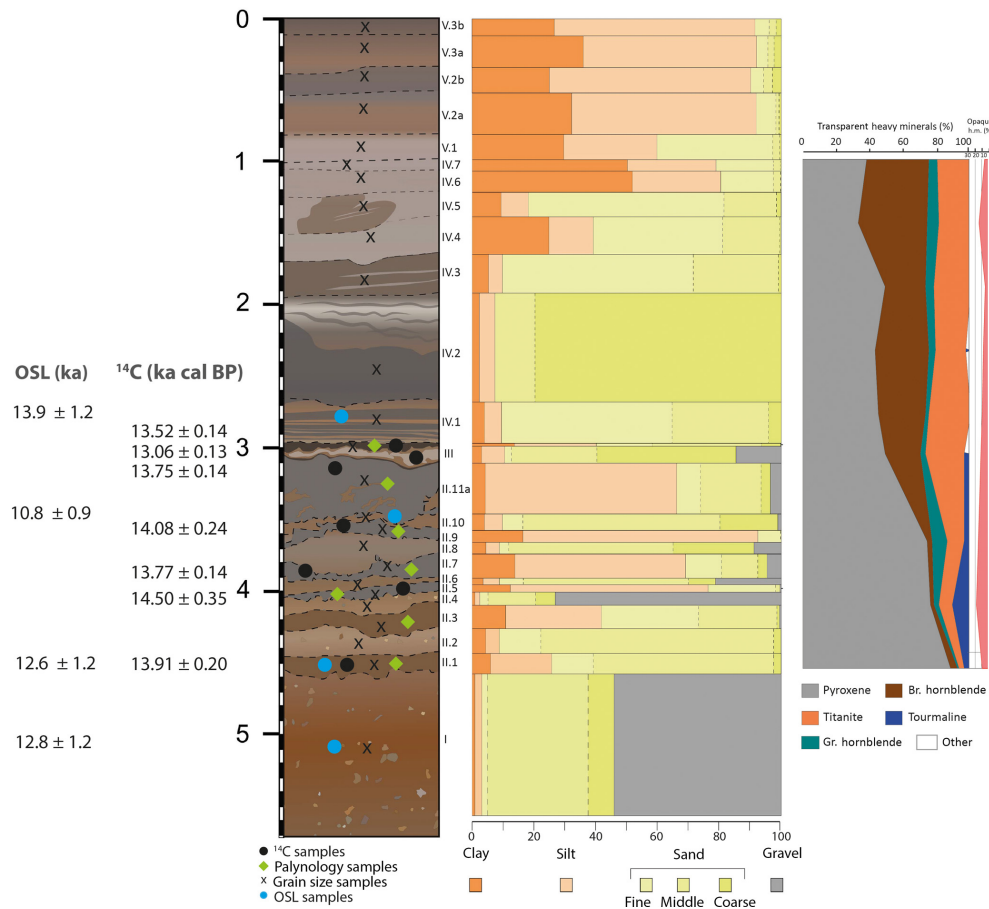 OSL (ka)
¹⁴C (ka cal BP)
13.9 ± 1.2
13.52 ± 0.14
13.06 ± 0.13
13.75 ± 0.14
10.8 ± 0.9
14.08 ± 0.24
13.77 ± 0.14
14.50 ± 0.35
12.6 ± 1.2
13.91 ± 0.20
12.8 ± 1.2
0
1
2
3
4
5
V.3b
V.3a
V.2b
V.2a
V.1
IV.7
IV.6
IV.5
IV.4
IV.3
IV.2
IV.1
III
II.11a
II.10
II.9
II.8
II.7
II.6
II.5
II.4
II.3
II.2
II.1
I
¹⁴C samples
Palynology samples
x Grain size samples
OSL samples
0 20 40 60 80 100
Clay Silt Sand Gravel
Fine Middle Coarse
Transparent heavy minerals (%)
Opaqu
h.m. (%
0 20 40 60 80 100
Pyroxene Br. hornblende
Titanite Tourmaline
Gr. hornblende Other